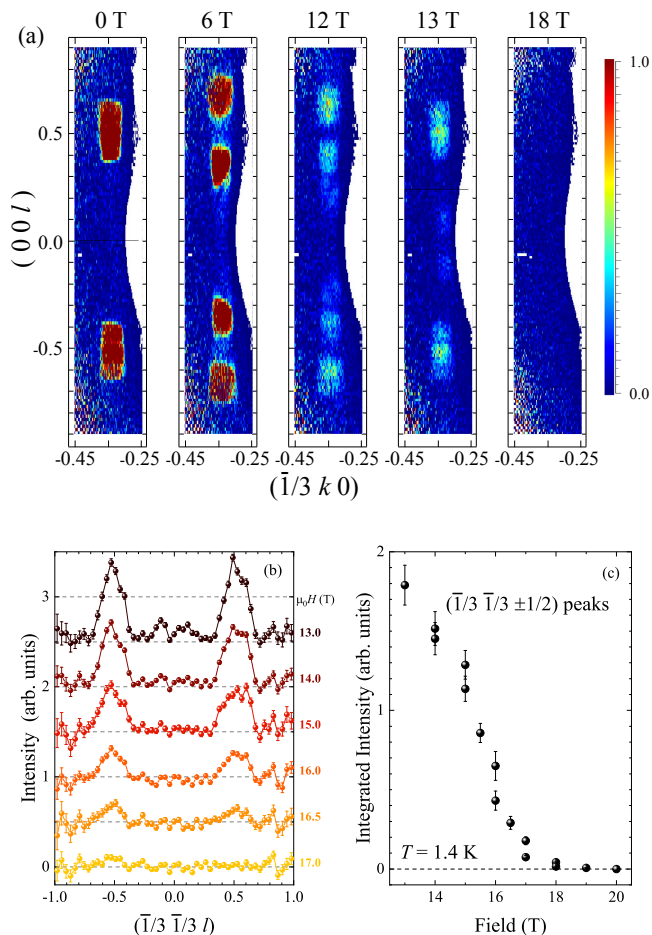 0 T 6 T 12 T 13 T 18 T
(a)
1.0
0.5
0.0
-0.5
( 0 0 l )
0.0
-0.45 -0.25 -0.45 -0.25 -0.45 -0.25 -0.45 -0.25 -0.45 -0.25
(1̅/3 k 0)
(b)
μ₀H (T)
13.0
14.0
15.0
16.0
16.5
17.0
3
2
1
0
Intensity (arb. units)
-1.0 -0.5 0.0 0.5 1.0
(1̅/3 1̅/3 l)
(c)
(1̅/3 1̅/3 ±1/2) peaks
T = 1.4 K
2
1
0
Integrated Intensity (arb. units)
14 16 18 20
Field (T)